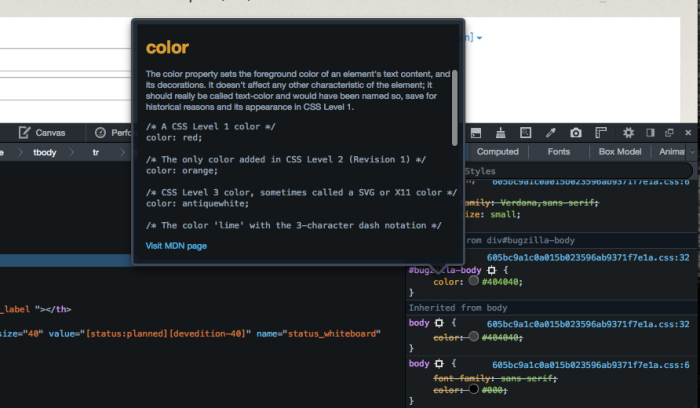 n]
color
The color property sets the foreground color of an element's text content, and
its decorations. It doesn't affect any other characteristic of the element; it
should really be called text-color and would have been named so, save for
historical reasons and its appearance in CSS Level 1.
/* A CSS Level 1 color */
color: red;
/* The only color added in CSS Level 2 (Revision 1) */
color: orange;
/* CSS Level 3 color, sometimes called a SVG or X11 color */
color: antiquewhite;
/* The color 'lime' with the 3-character dash notation */
Visit MDN page
Canvas
Perfo
e
tbody
tr
Computed
Fonts
Box Model
Animat
Styles
605bc9a1c0a015b023596ab9371f7e1a.css:6
family: Verdana,sans-serif;
size: small;
from div#bugzilla-body
605bc9a1c0a015b023596ab9371f7e1a.css:32
#bugzilla-body {
color: #404040;
}
Inherited from body
body { 605bc9a1c0a015b023596ab9371f7e1a.css:32
color: #404040;
}
body { 605bc9a1c0a015b023596ab9371f7e1a.css:6
font-family: sans-serif;
color: #000;
}
_label "></th>
size="40" value="[status:planned][devedition-40]" name="status_whiteboard"